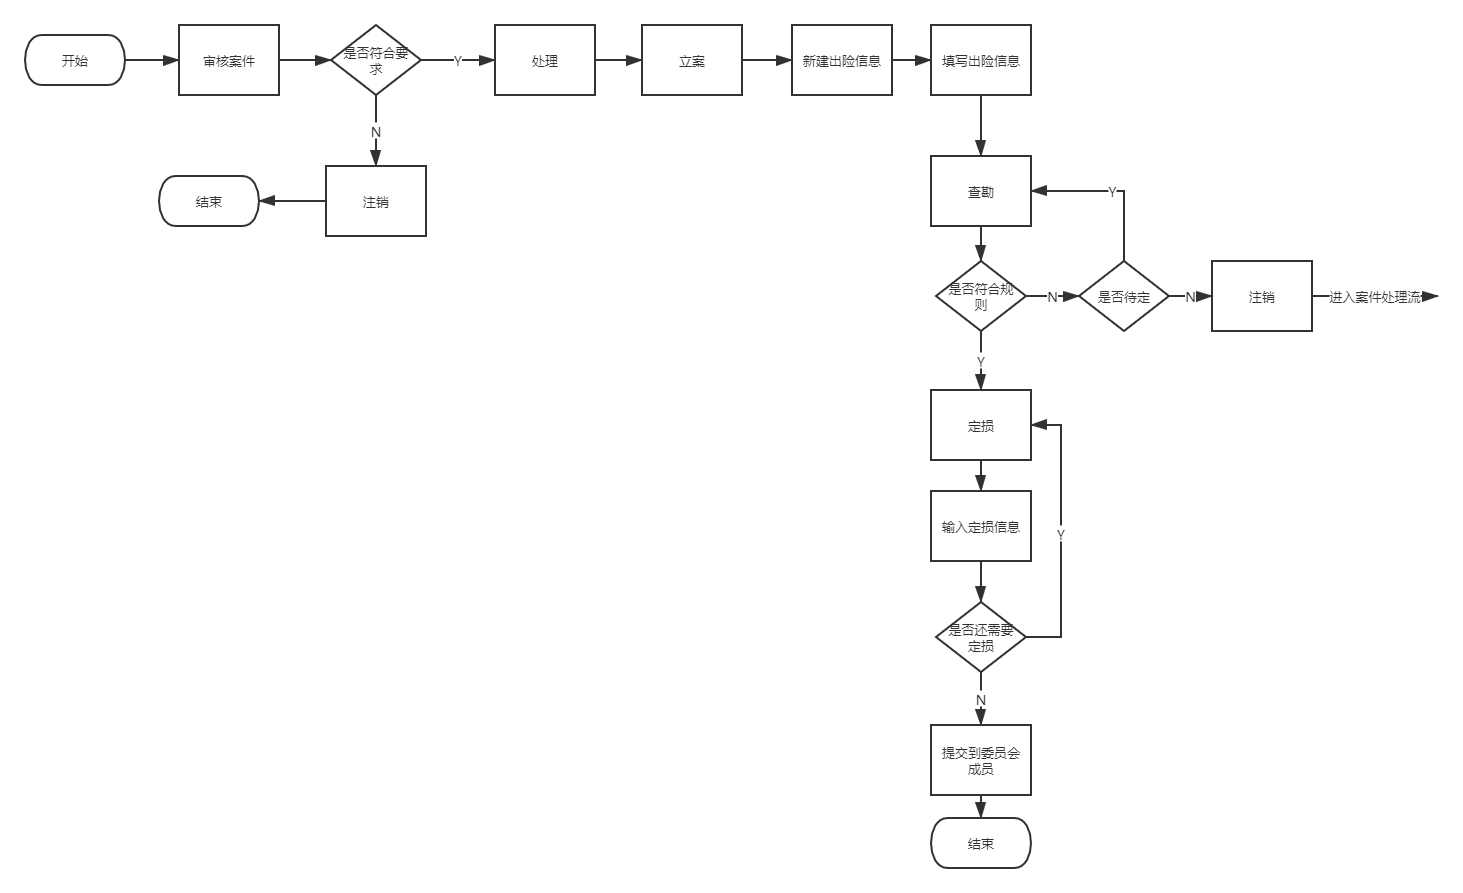 开始
审核案件
是否符合要
求
Y
处理
立案
新建出险信息
填写出险信息
N
结束
注销
查勘
Y
是否符合规
则
N
是否待定
N
注销
进入案件处理流
Y
定损
输入定损信息
Y
是否还需要
定损
N
提交到委员会
成员
结束